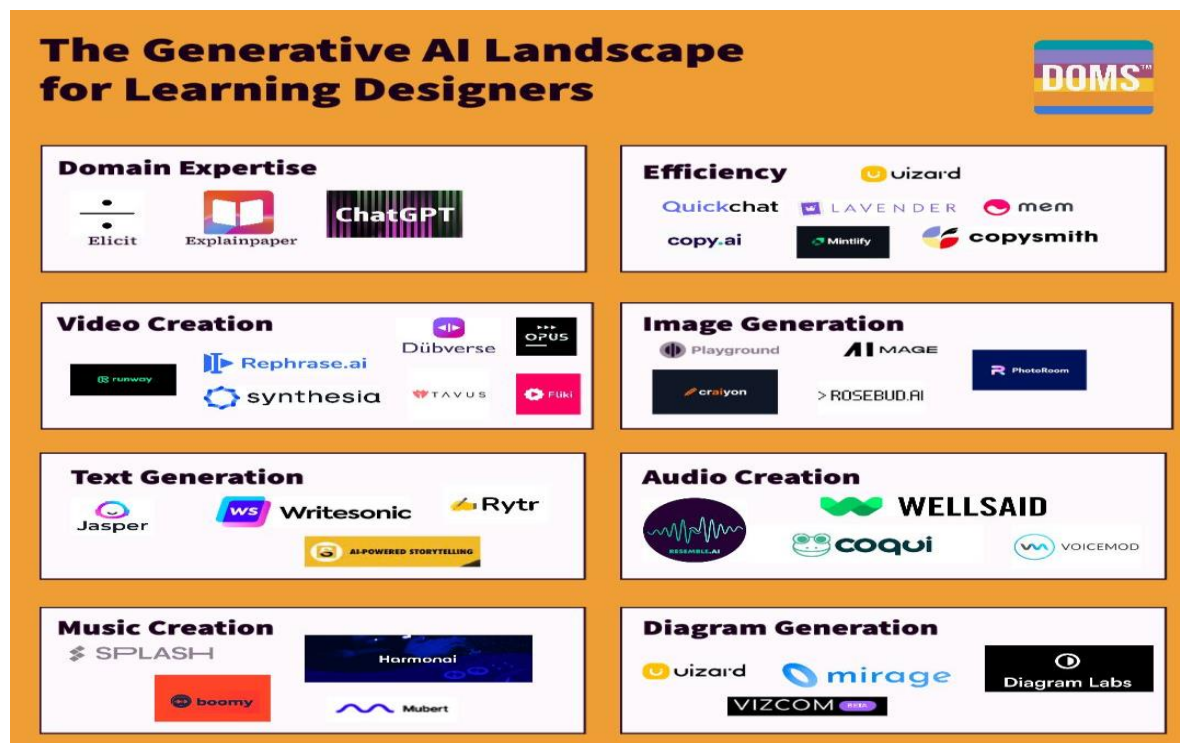 The Generative AI Landscape
for Learning Designers
DOMS™
Domain Expertise
Elicit
Explainpaper
ChatGPT
Efficiency
uizard
Quickchat
LAVENDER
mem
copy.ai
Mintlify
copysmith
Video Creation
runway
Rephrase.ai
synthesia
Dübverse
TAVUS
OPUS
Fliki
Image Generation
Playground
AI MAGE
PhotoRoom
craiyon
>ROSEBUD.AI
Text Generation
Jasper
WS Writesonic
Rytr
AI-POWERED STORYTELLING
Audio Creation
RESEMBLE.AI
WELLSAID
coqui
VOICEMOD
Music Creation
SPLASH
Harmonai
boomy
Mubert
Diagram Generation
uizard
mirage
Diagram Labs
VIZCOM BETA